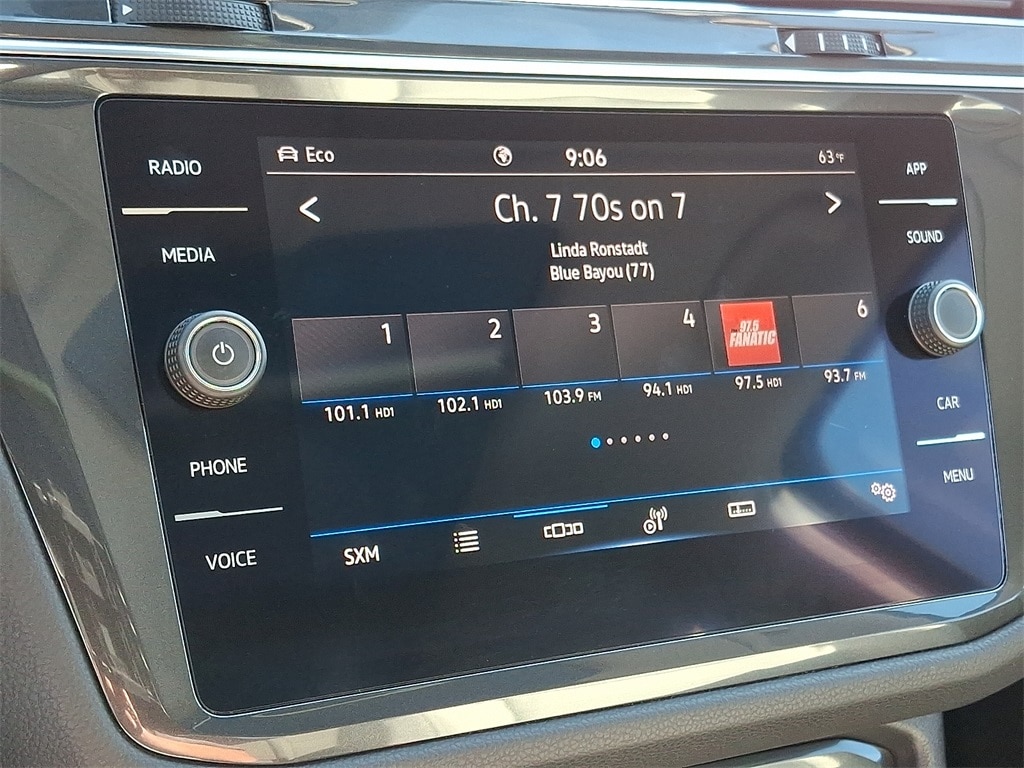 RADIO
MEDIA
PHONE
VOICE
Eco 9:06 63°F
< Ch. 7 70s on 7 >
Linda Ronstadt
Blue Bayou (77)
1 2 3 4 6
97.5
FANATIC
101.1 HD1 102.1 HD1 103.9 FM 94.1 HD1 97.5 HD1 93.7 FM
SXM
APP
SOUND
CAR
MENU